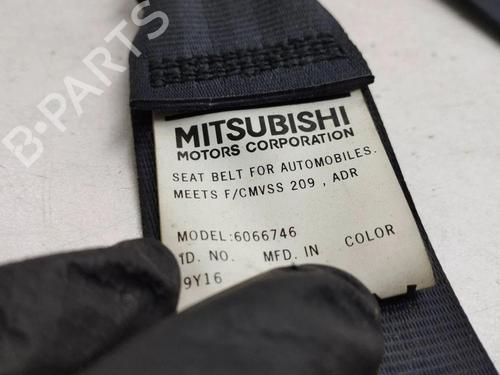 B-PARTS
MITSUBISHI
MOTORS CORPORATION
SEAT BELT FOR AUTOMOBILES.
MEETS F/CMVSS 209 , ADR
MODEL:6066746
1D. NO. MFD. IN COLOR
9Y16